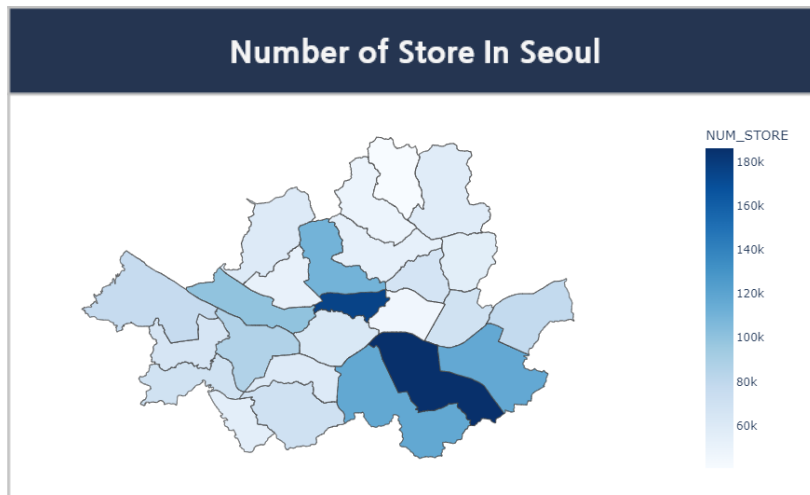 Number of Store In Seoul
NUM_STORE
180k
160k
140k
120k
100k
80k
60k